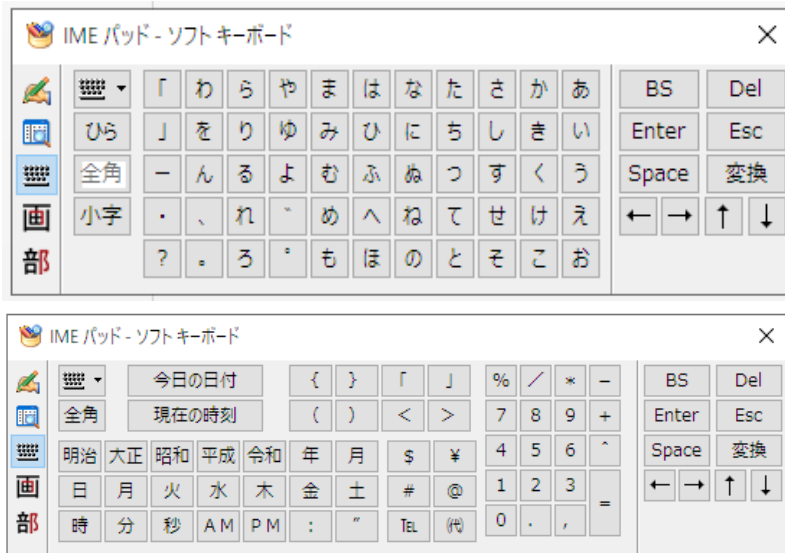 IME パッド - ソフト キーボード
「 わ ら や ま は な た さ か あ BS Del
ひら 」 を り ゆ み ひ に ち し き い Enter Esc
全角 ー ん る よ む ふ ぬ つ す く う Space 変換
画 小字 ・ 、 れ ゛ め へ ね て せ け え ← → ↑ ↓
部 ? 。 ろ ゜ も ほ の と そ こ お
IME パッド - ソフト キーボード
今日の日付 { } 「 」 % ／ * − BS Del
全角 現在の時刻 ( ) < > 7 8 9 + Enter Esc
明治 大正 昭和 平成 令和 年 月 $ ¥ 4 5 6 ^ Space 変換
画 日 月 火 水 木 金 土 # @ 1 2 3 = ← → ↑ ↓
部 時 分 秒 AM PM : ″ ℡ ㈹ 0 . ,